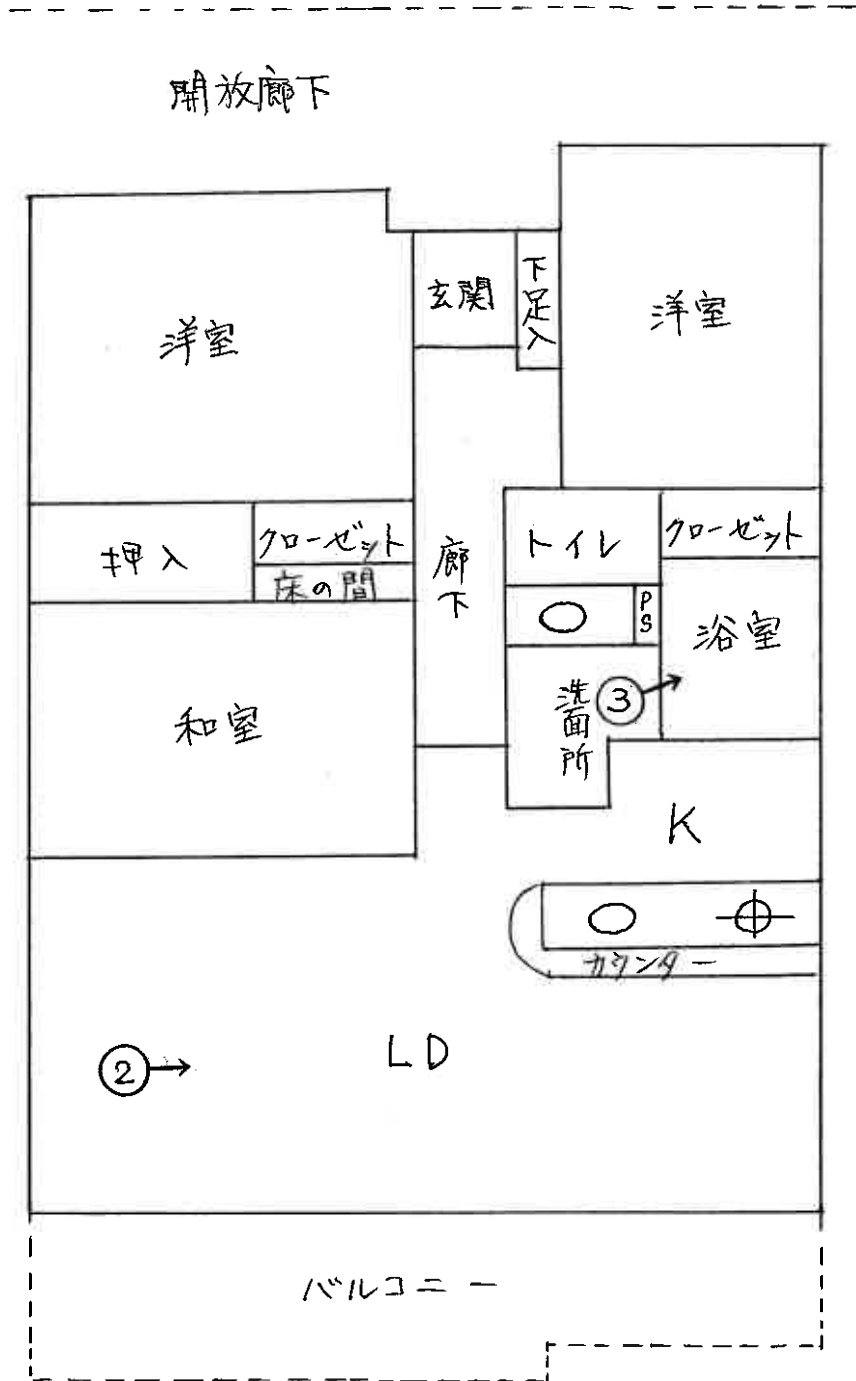 開放廊下
洋室
玄関
下足入
洋室
押入
クローゼット
床の間
廊下
トイレ
クローゼット
PS
浴室
和室
洗面所
③
K
カウンター
②
LD
バルコニー